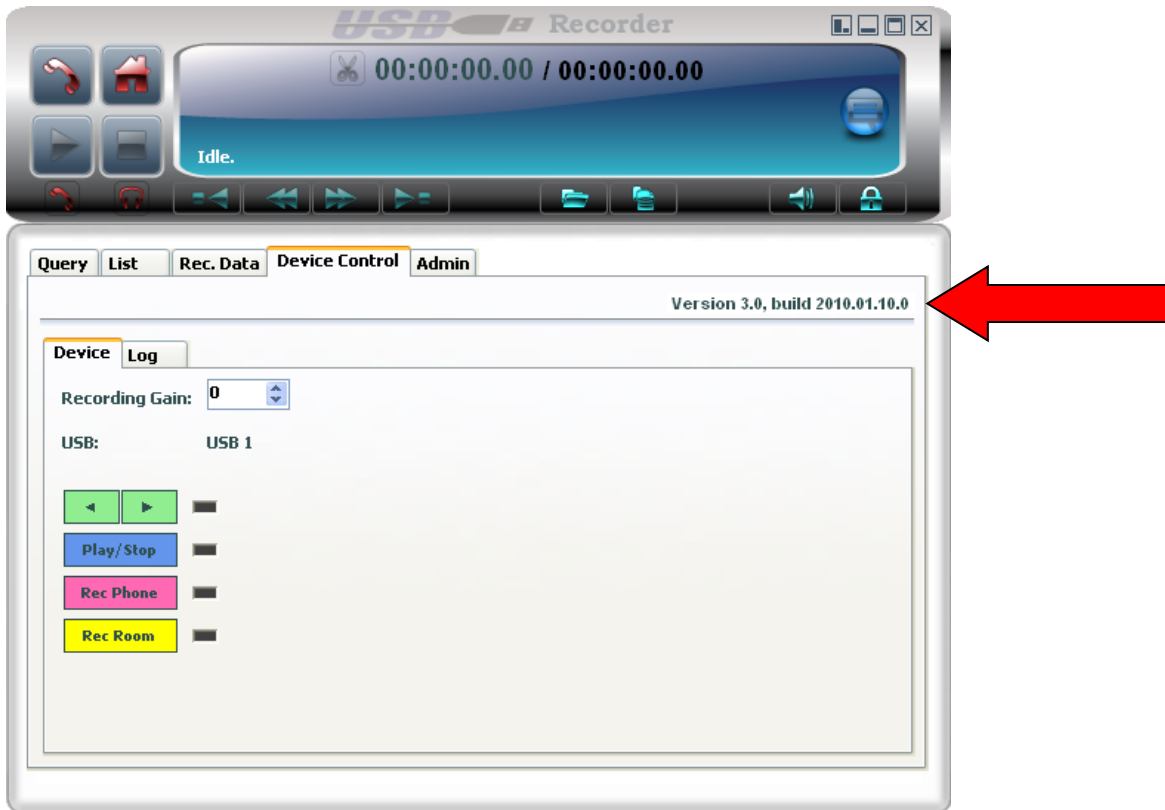 USB Recorder
00:00:00.00 / 00:00:00.00
Idle.
Query List Rec. Data Device Control Admin
Version 3.0, build 2010.01.10.0
Device Log
Recording Gain: 0
USB: USB 1
Play/Stop
Rec Phone
Rec Room